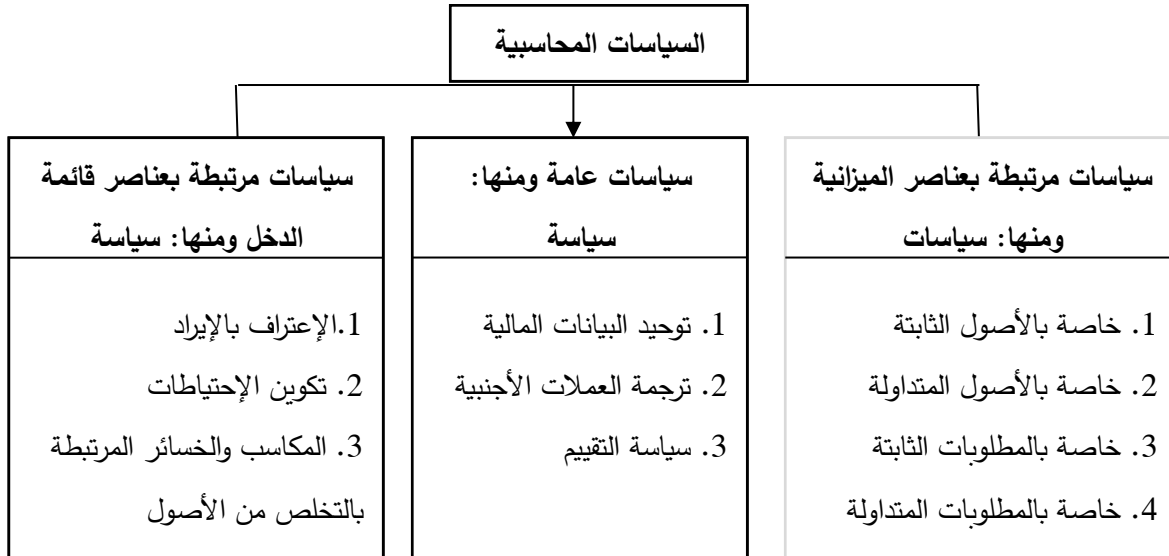 السياسات المحاسبية
سياسات مرتبطة بعناصر الميزانية
ومنها: سياسات
1. خاصة بالأصول الثابتة
2. خاصة بالأصول المتداولة
3. خاصة بالمطلوبات الثابتة
4. خاصة بالمطلوبات المتداولة
سياسات عامة ومنها:
سياسة
1. توحيد البيانات المالية
2. ترجمة العملات الأجنبية
3. سياسة التقييم
سياسات مرتبطة بعناصر قائمة
الدخل ومنها: سياسة
1.الإعتراف بالإيراد
2. تكوين الإحتياطات
3. المكاسب والخسائر المرتبطة
بالتخلص من الأصول